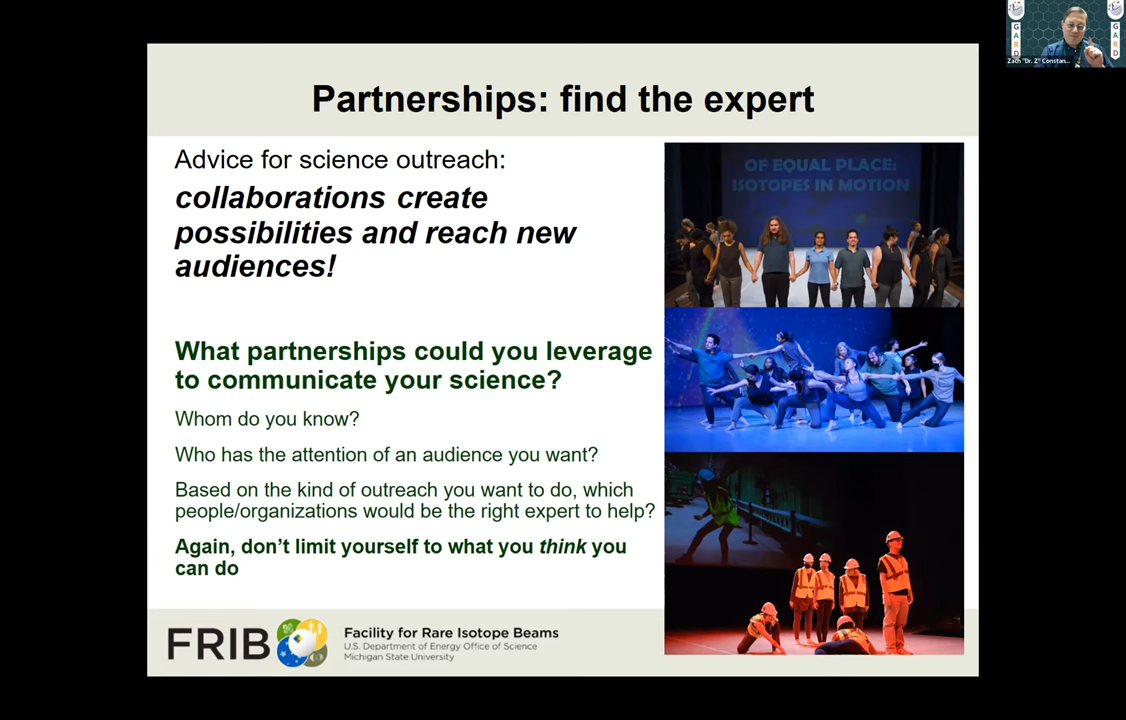 Partnerships: find the expert
Advice for science outreach:
collaborations create
possibilities and reach new
audiences!
What partnerships could you leverage
to communicate your science?
Whom do you know?
Who has the attention of an audience you want?
Based on the kind of outreach you want to do, which
people/organizations would be the right expert to help?
Again, don't limit yourself to what you think you
can do
OF EQUAL PLACE:
ISOTOPES IN MOTION
FRIB
Facility for Rare Isotope Beams
U.S. Department of Energy Office of Science
Michigan State University
GARD
GARD
Zach "Dr. Z" Constan...